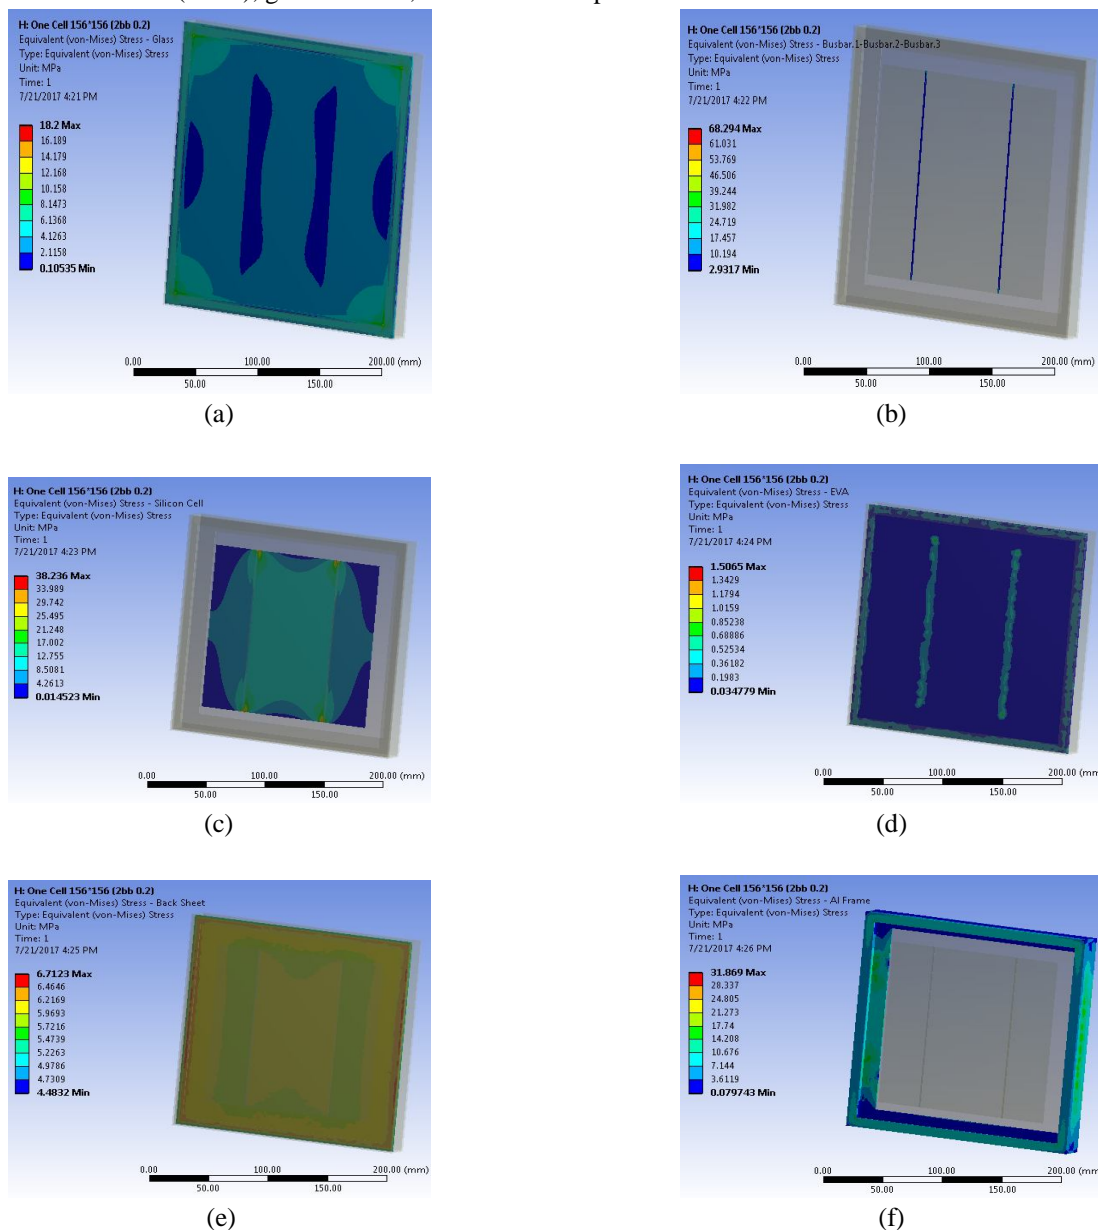 H: One Cell 156*156 (2bb 0.2)
Equivalent (von-Mises) Stress - Glass
Type: Equivalent (von-Mises) Stress
Unit: MPa
Time: 1
7/21/2017 4:21 PM
18.2 Max
16.189
14.179
12.168
10.158
8.1473
6.1368
4.1263
2.1158
0.10535 Min
0.00 100.00 200.00 (mm)
50.00 150.00
(a)
H: One Cell 156*156 (2bb 0.2)
Equivalent (von-Mises) Stress - Busbar.1-Busbar.2-Busbar.3
Type: Equivalent (von-Mises) Stress
Unit: MPa
Time: 1
7/21/2017 4:22 PM
68.294 Max
61.031
53.769
46.506
39.244
31.982
24.719
17.457
10.194
2.9317 Min
0.00 100.00 200.00 (mm)
50.00 150.00
(b)
H: One Cell 156*156 (2bb 0.2)
Equivalent (von-Mises) Stress - Silicon Cell
Type: Equivalent (von-Mises) Stress
Unit: MPa
Time: 1
7/21/2017 4:23 PM
38.236 Max
33.989
29.742
25.495
21.248
17.002
12.755
8.5081
4.2613
0.014523 Min
0.00 100.00 200.00 (mm)
50.00 150.00
(c)
H: One Cell 156*156 (2bb 0.2)
Equivalent (von-Mises) Stress - EVA
Type: Equivalent (von-Mises) Stress
Unit: MPa
Time: 1
7/21/2017 4:24 PM
1.5065 Max
1.3429
1.1794
1.0159
0.85238
0.68886
0.52534
0.36182
0.1983
0.034779 Min
0.00 100.00 200.00 (mm)
50.00 150.00
(d)
H: One Cell 156*156 (2bb 0.2)
Equivalent (von-Mises) Stress - Back Sheet
Type: Equivalent (von-Mises) Stress
Unit: MPa
Time: 1
7/21/2017 4:25 PM
6.7123 Max
6.4646
6.2169
5.9693
5.7216
5.4739
5.2263
4.9786
4.7309
4.4832 Min
0.00 100.00 200.00 (mm)
50.00 150.00
(e)
H: One Cell 156*156 (2bb 0.2)
Equivalent (von-Mises) Stress - Al Frame
Type: Equivalent (von-Mises) Stress
Unit: MPa
Time: 1
7/21/2017 4:26 PM
31.869 Max
28.337
24.805
21.273
17.74
14.208
10.676
7.144
3.6119
0.079743 Min
0.00 100.00 200.00 (mm)
50.00 150.00
(f)